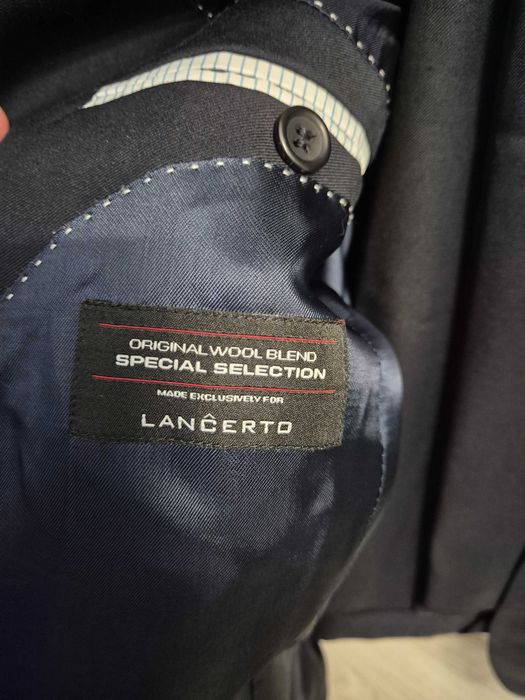 ORIGINAL WOOL BLEND
SPECIAL SELECTION
MADE EXCLUSIVELY FOR
LANĈERTO